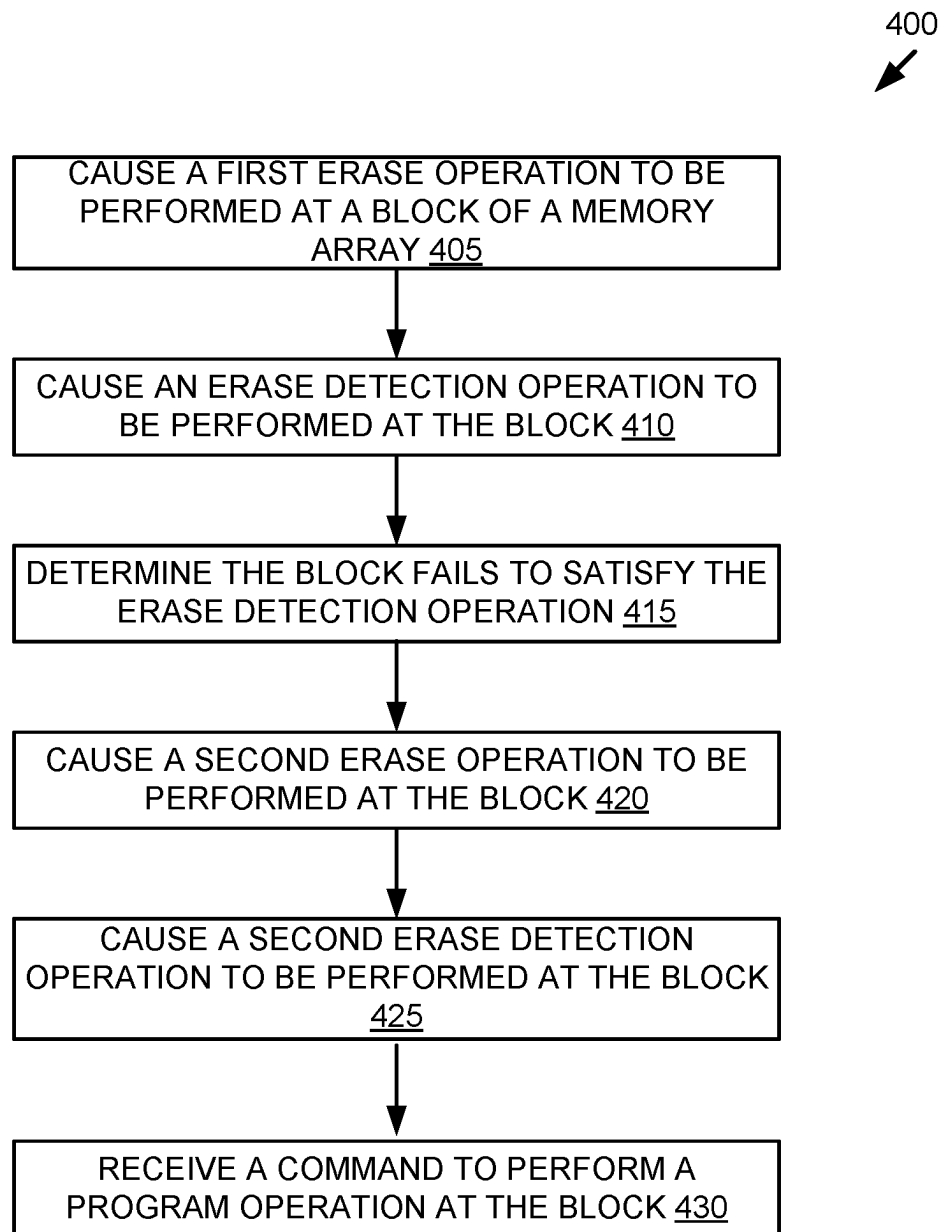 400
CAUSE A FIRST ERASE OPERATION TO BE
PERFORMED AT A BLOCK OF A MEMORY
ARRAY 405
CAUSE AN ERASE DETECTION OPERATION TO
BE PERFORMED AT THE BLOCK 410
DETERMINE THE BLOCK FAILS TO SATISFY THE
ERASE DETECTION OPERATION 415
CAUSE A SECOND ERASE OPERATION TO BE
PERFORMED AT THE BLOCK 420
CAUSE A SECOND ERASE DETECTION
OPERATION TO BE PERFORMED AT THE BLOCK
425
RECEIVE A COMMAND TO PERFORM A
PROGRAM OPERATION AT THE BLOCK 430